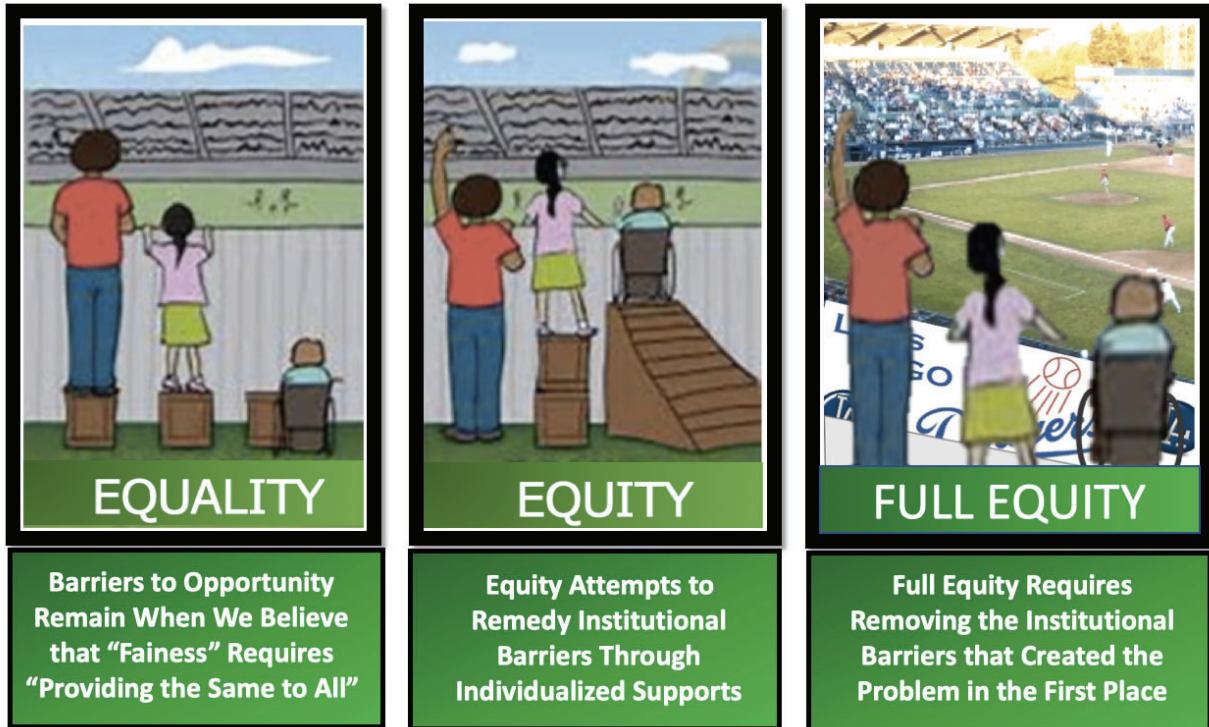 EQUALITY
Barriers to Opportunity
Remain When We Believe
that “Fainess” Requires
“Providing the Same to All”
EQUITY
Equity Attempts to
Remedy Institutional
Barriers Through
Individualized Supports
GO
FULL EQUITY
Full Equity Requires
Removing the Institutional
Barriers that Created the
Problem in the First Place